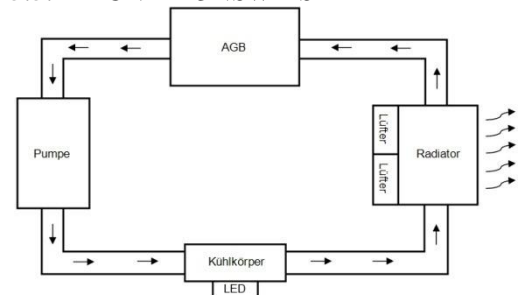 AGB
Lüfter
Lüfter
Pumpe
Radiator
Kühlkörper
LED